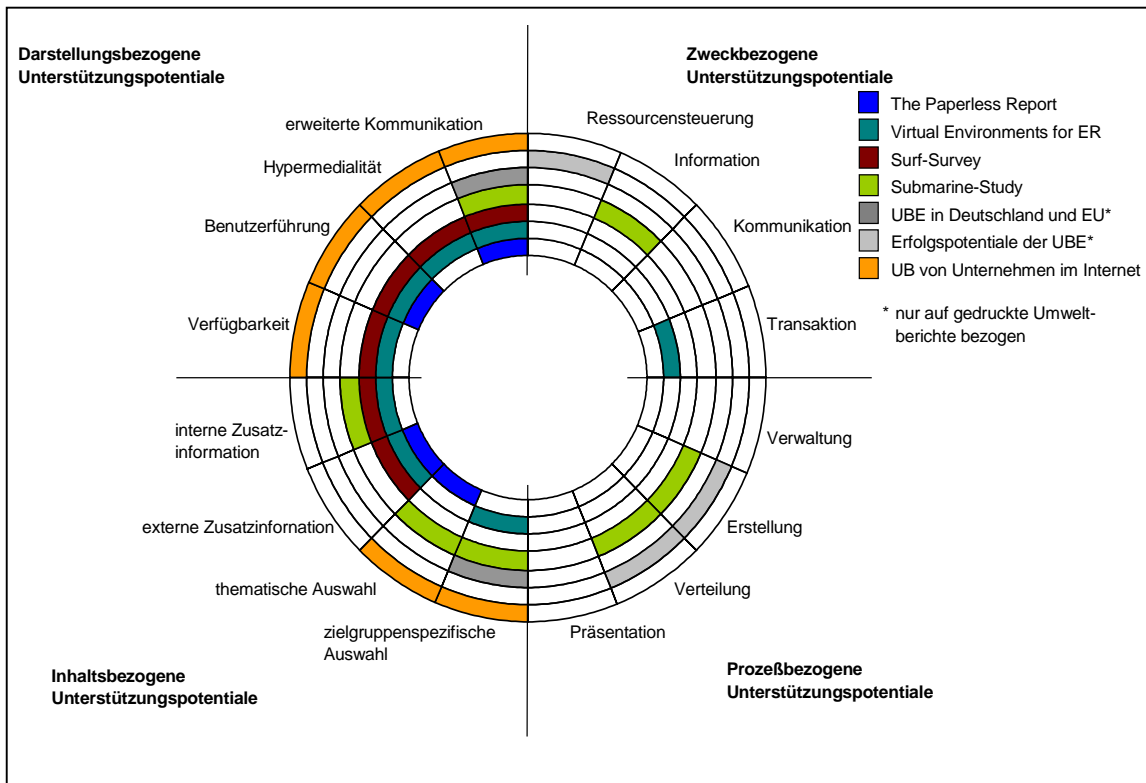 Darstellungsbezogene
Unterstützungspotentiale
Zweckbezogene
Unterstützungspotentiale
The Paperless Report
Virtual Environments for ER
Surf-Survey
Submarine-Study
UBE in Deutschland und EU*
Erfolgspotentiale der UBE*
UB von Unternehmen im Internet
* nur auf gedruckte Umwelt-
berichte bezogen
erweiterte Kommunikation
Hypermedialität
Benutzerführung
Verfügbarkeit
Ressourcensteuerung
Information
Kommunikation
Transaktion
interne Zusatz-
information
externe Zusatzinfornation
thematische Auswahl
zielgruppenspezifische
Auswahl
Verwaltung
Erstellung
Verteilung
Präsentation
Inhaltsbezogene
Unterstützungspotentiale
Prozeßbezogene
Unterstützungspotentiale